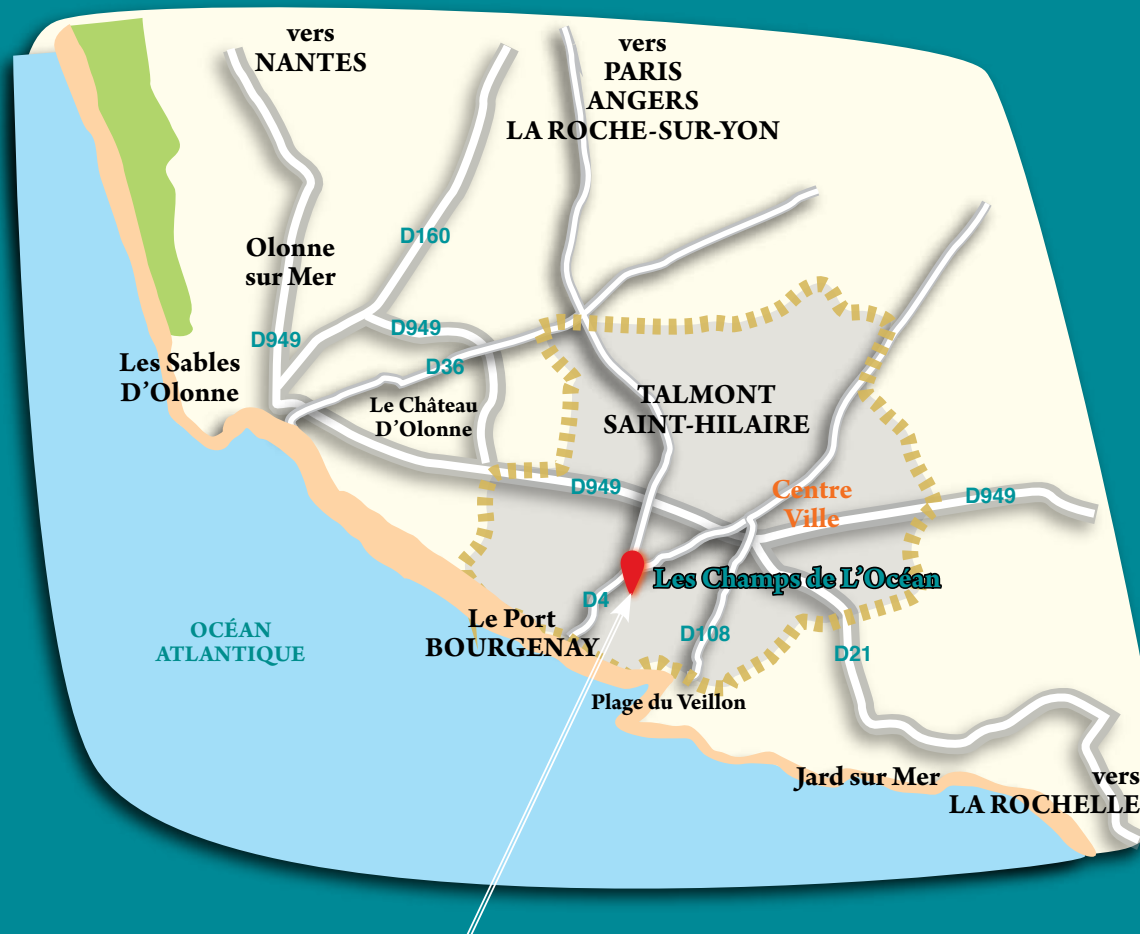 vers
NANTES
vers
PARIS
ANGERS
LA ROCHE-SUR-YON
D160
Olonne
sur Mer
D949
D949
D36
Les Sables
D'Olonne
Le Château
D'Olonne
TALMONT
SAINT-HILAIRE
D949
Centre
Ville
D949
Les Champs de L'Océan
D4
Le Port
BOURGENAY
D108
D21
OCÉAN
ATLANTIQUE
Plage du Veillon
Jard sur Mer
vers
LA ROCHELLE